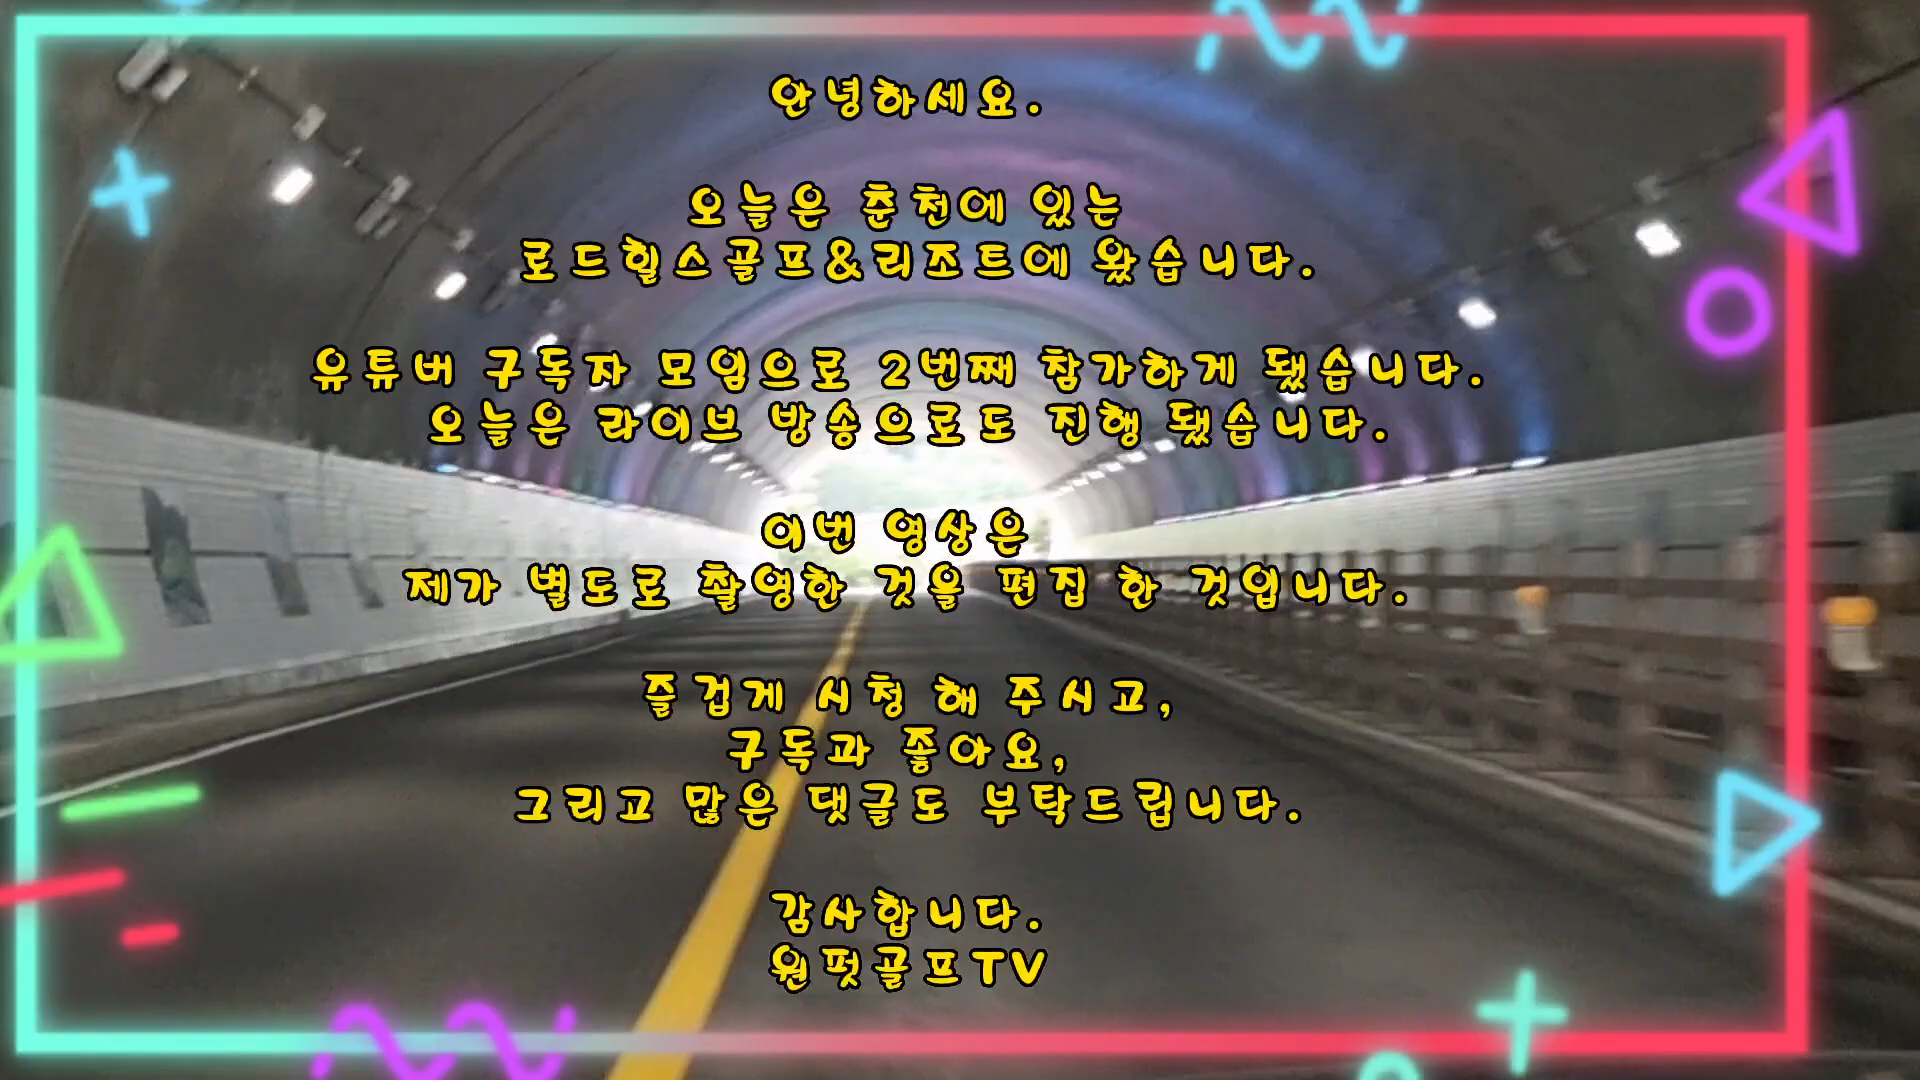 안녕하세요.
오늘은 춘천에 있는
로드힐스골프&리조트에 왔습니다.
유튜버 구독자 모임으로 2번째 참가하게 됐습니다.
오늘은 라이브 방송으로도 진행 됐습니다.
이번 영상은
제가 별도로 촬영한 것을 편집 한 것입니다.
즐겁게 시청 해 주시고,
구독과 좋아요,
그리고 많은 댓글도 부탁드립니다.
감사합니다.
원펏골프TV